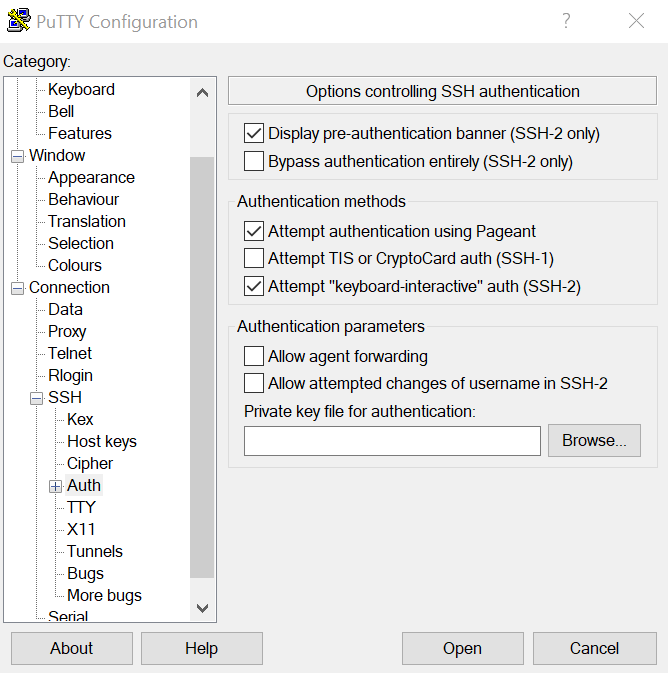 PuTTY Configuration
?
Category:
Keyboard
Bell
Features
Window
Appearance
Behaviour
Translation
Selection
Colours
Connection
Data
Proxy
Telnet
Rlogin
SSH
Kex
Host keys
Cipher
Auth
TTY
X11
Tunnels
Bugs
More bugs
Serial
Options controlling SSH authentication
Display pre-authentication banner (SSH-2 only)
Bypass authentication entirely (SSH-2 only)
Authentication methods
Attempt authentication using Pageant
Attempt TIS or CryptoCard auth (SSH-1)
Attempt "keyboard-interactive" auth (SSH-2)
Authentication parameters
Allow agent forwarding
Allow attempted changes of username in SSH-2
Private key file for authentication:
Browse...
About
Help
Open
Cancel